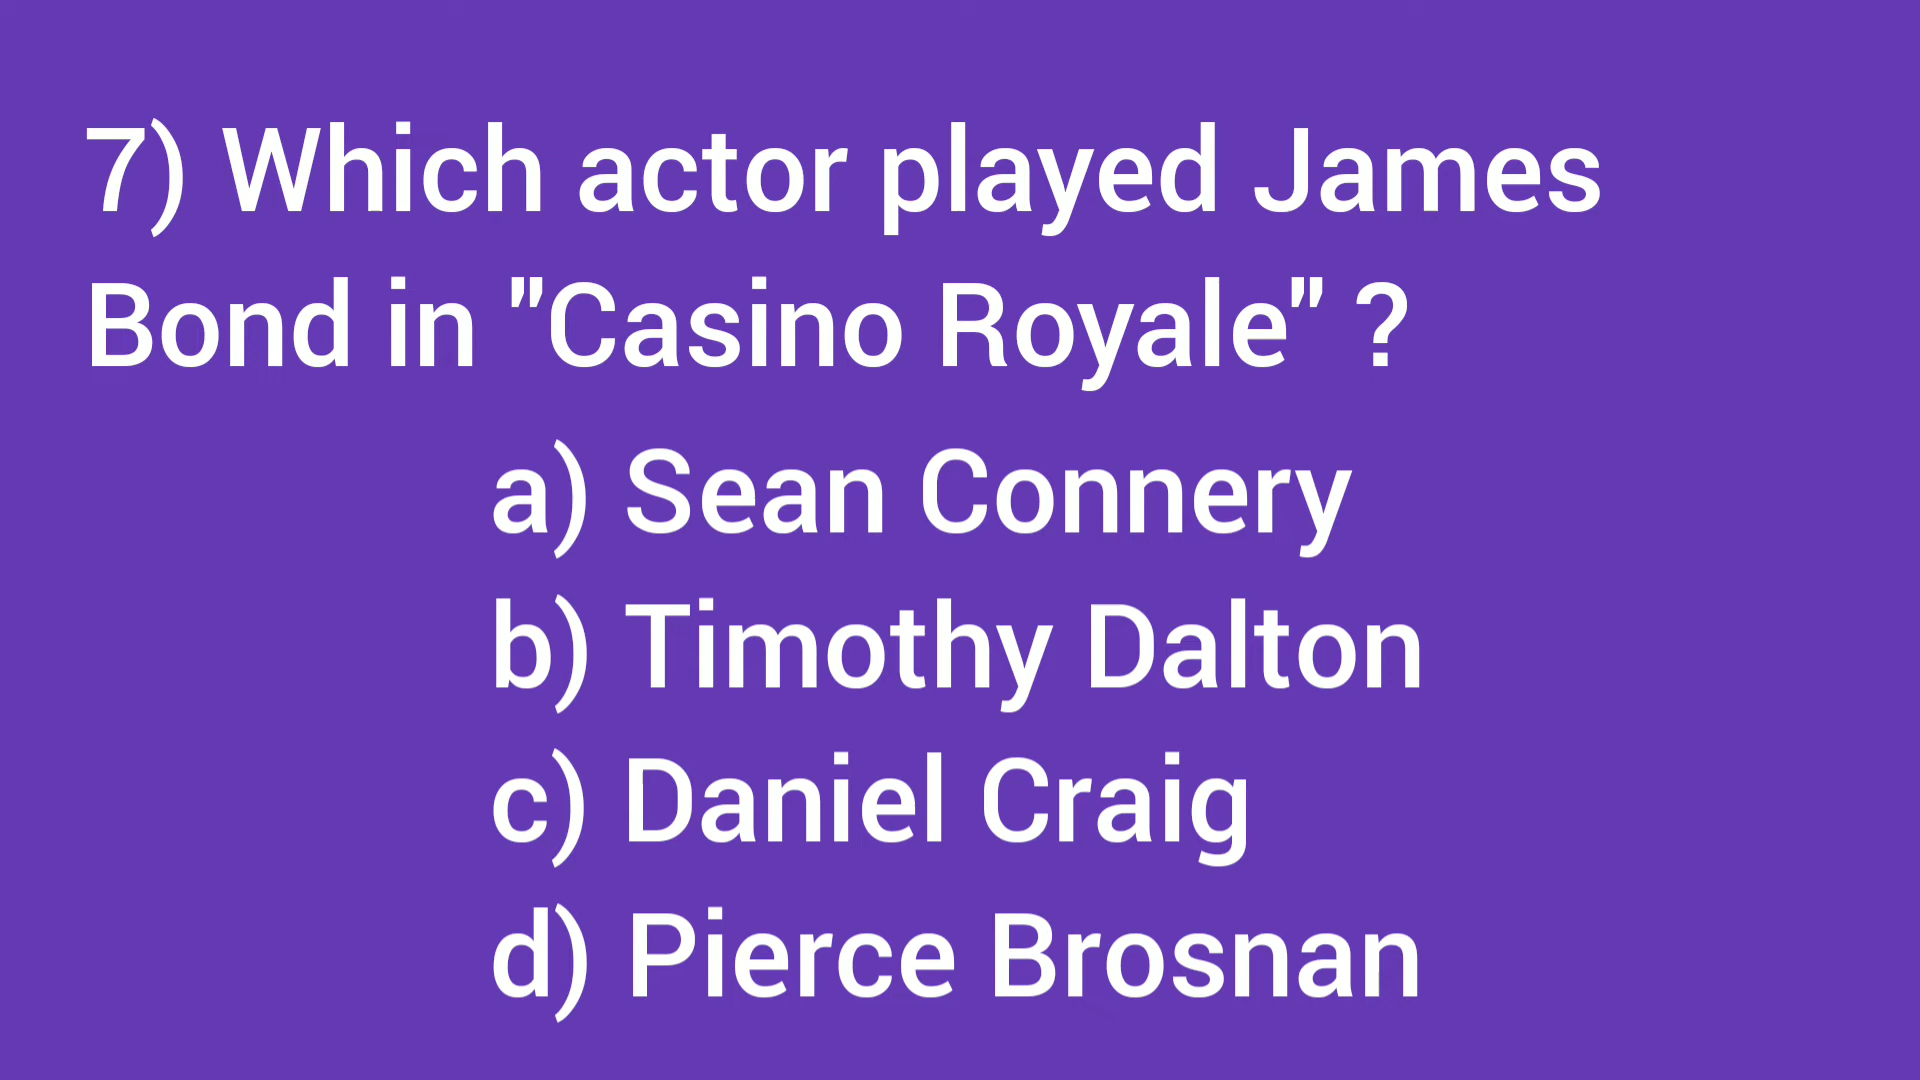 7) Which actor played James
Bond in "Casino Royale" ?
a) Sean Connery
b) Timothy Dalton
c) Daniel Craig
d) Pierce Brosnan